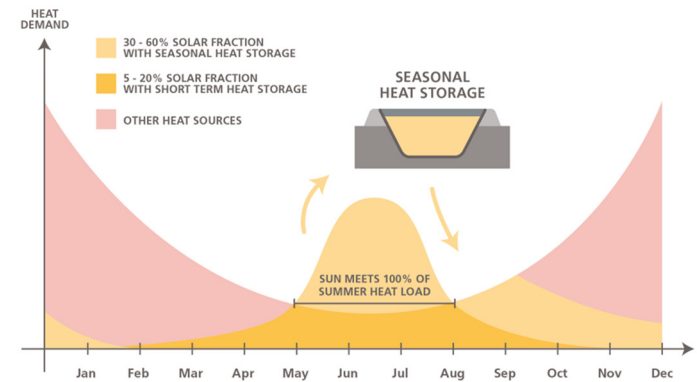 HEAT
DEMAND
30 - 60% SOLAR FRACTION
WITH SEASONAL HEAT STORAGE
5 - 20% SOLAR FRACTION
WITH SHORT TERM HEAT STORAGE
OTHER HEAT SOURCES
SEASONAL
HEAT STORAGE
SUN MEETS 100% OF
SUMMER HEAT LOAD
Jan Feb Mar Apr May Jun Jul Aug Sep Oct Nov Dec